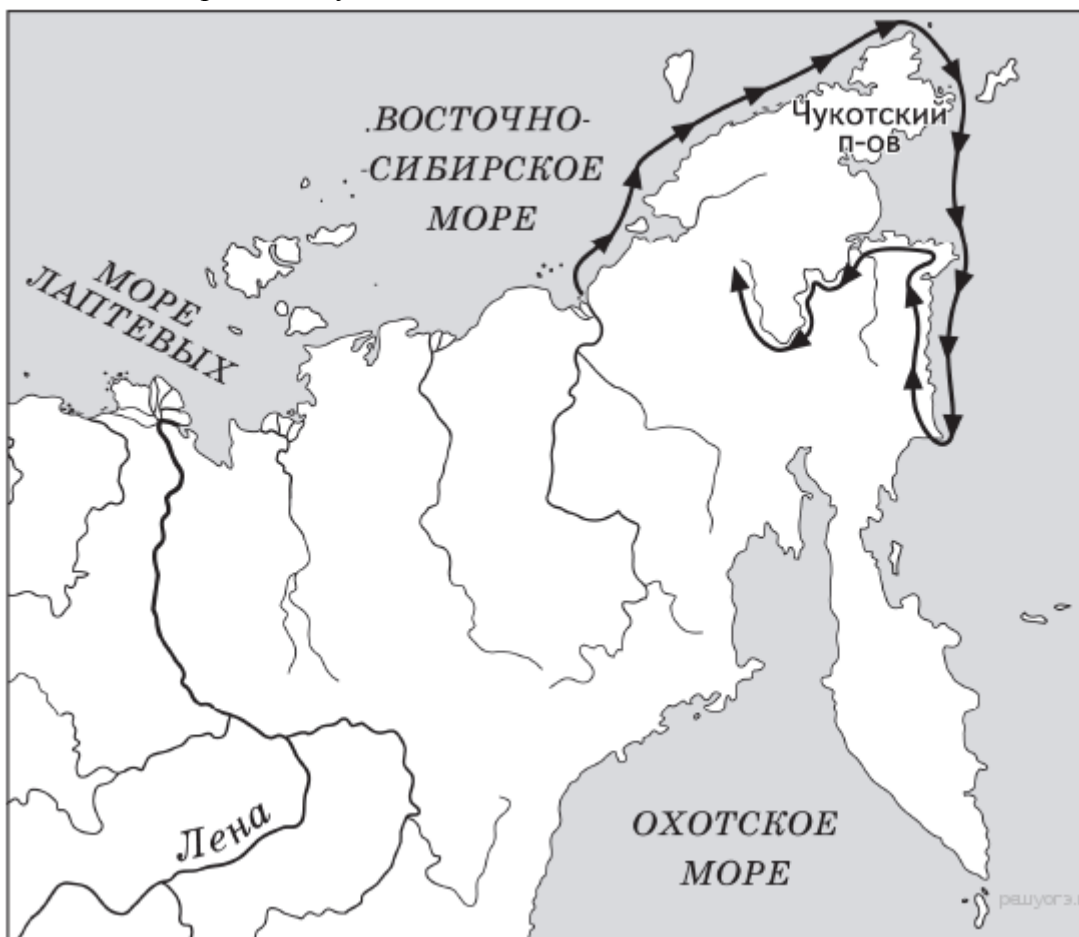 Чукотский
п-ов
.ВОСТОЧНО-
-СИБИРСКОЕ
МОРЕ
МОРЕ
ЛАПТЕВЫХ
Лена
ОХОТСКОЕ
МОРЕ